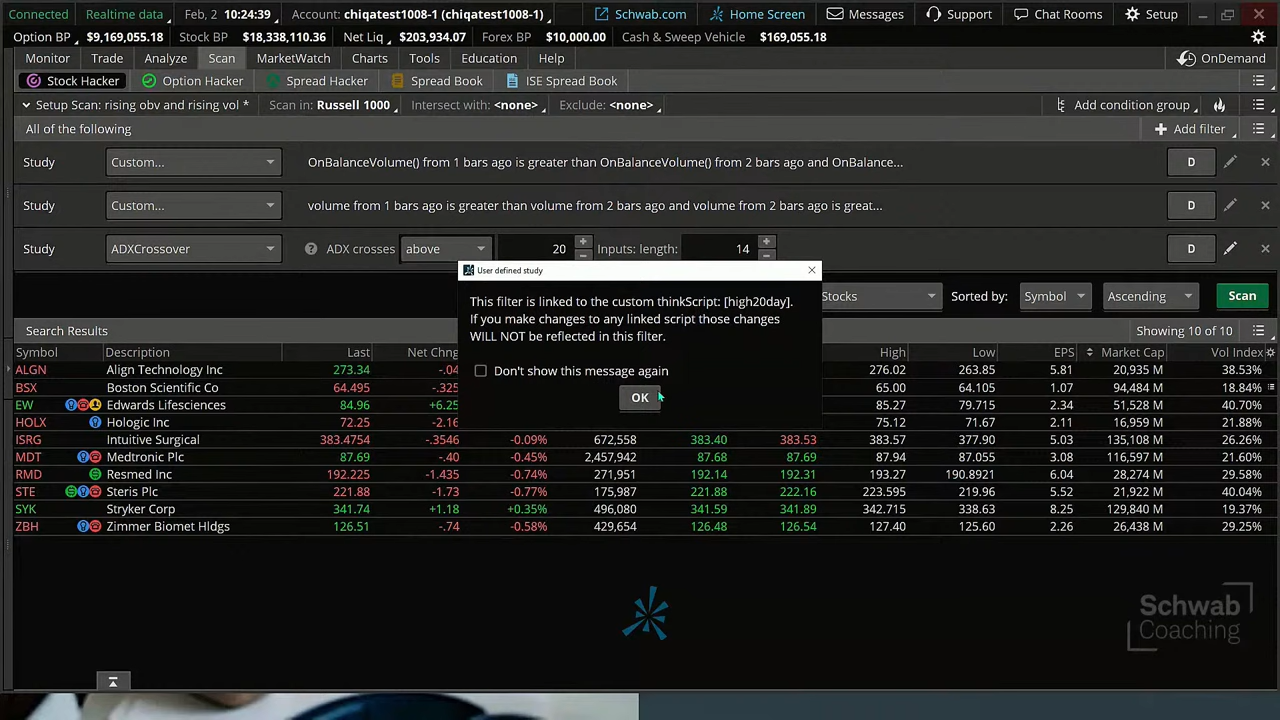 Connected Realtime data Feb, 2 10:24:39 Account: chiqatest1008-1 (chiqatest1008-1) Schwab.com Home Screen Messages Support Chat Rooms Setup
Option BP $9,169,055.18 Stock BP $18,338,110.36 Net Liq $203,934.07 Forex BP $10,000.00 Cash & Sweep Vehicle $169,055.18
Monitor Trade Analyze Scan MarketWatch Charts Tools Education Help OnDemand
Stock Hacker Option Hacker Spread Hacker Spread Book ISE Spread Book
Setup Scan: rising obv and rising vol * Scan in: Russell 1000 Intersect with: <none> Exclude: <none> Add condition group
All of the following Add filter
Study Custom... OnBalanceVolume() from 1 bars ago is greater than OnBalanceVolume() from 2 bars ago and OnBalance... D
Study Custom... volume from 1 bars ago is greater than volume from 2 bars ago and volume from 2 bars ago is great... D
Study ADXCrossover ADX crosses above 20 Inputs: length: 14 D
User defined study
This filter is linked to the custom thinkScript: [high20day].
If you make changes to any linked script those changes
WILL NOT be reflected in this filter.
Don't show this message again
OK
Stocks Sorted by: Symbol Ascending Scan
Search Results Showing 10 of 10
Symbol Description Last Net Chng High Low EPS Market Cap Vol Index
ALGN Align Technology Inc 273.34 -.04 276.02 263.85 5.81 20,935 M 38.53%
BSX Boston Scientific Co 64.495 -.325 65.00 64.105 1.07 94,484 M 18.84%
EW Edwards Lifesciences 84.96 +6.25 85.27 79.715 2.34 51,528 M 40.70%
HOLX Hologic Inc 72.25 -2.16 75.12 71.67 2.11 16,959 M 21.88%
ISRG Intuitive Surgical 383.4754 -.3546 -0.09% 672,558 383.40 383.53 383.57 377.90 5.03 135,108 M 26.26%
MDT Medtronic Plc 87.69 -.40 -0.45% 2,457,942 87.68 87.69 87.94 87.055 3.08 116,597 M 21.60%
RMD Resmed Inc 192.225 -1.435 -0.74% 271,951 192.14 192.31 193.27 190.8921 6.04 28,274 M 29.58%
STE Steris Plc 221.88 -1.73 -0.77% 175,987 221.88 222.16 223.595 219.96 5.52 21,922 M 40.04%
SYK Stryker Corp 341.74 +1.18 +0.35% 496,080 341.59 341.89 342.715 338.63 8.25 129,840 M 19.37%
ZBH Zimmer Biomet Hldgs 126.51 -.74 -0.58% 429,654 126.48 126.54 127.40 125.60 2.26 26,438 M 29.25%
Schwab
Coaching